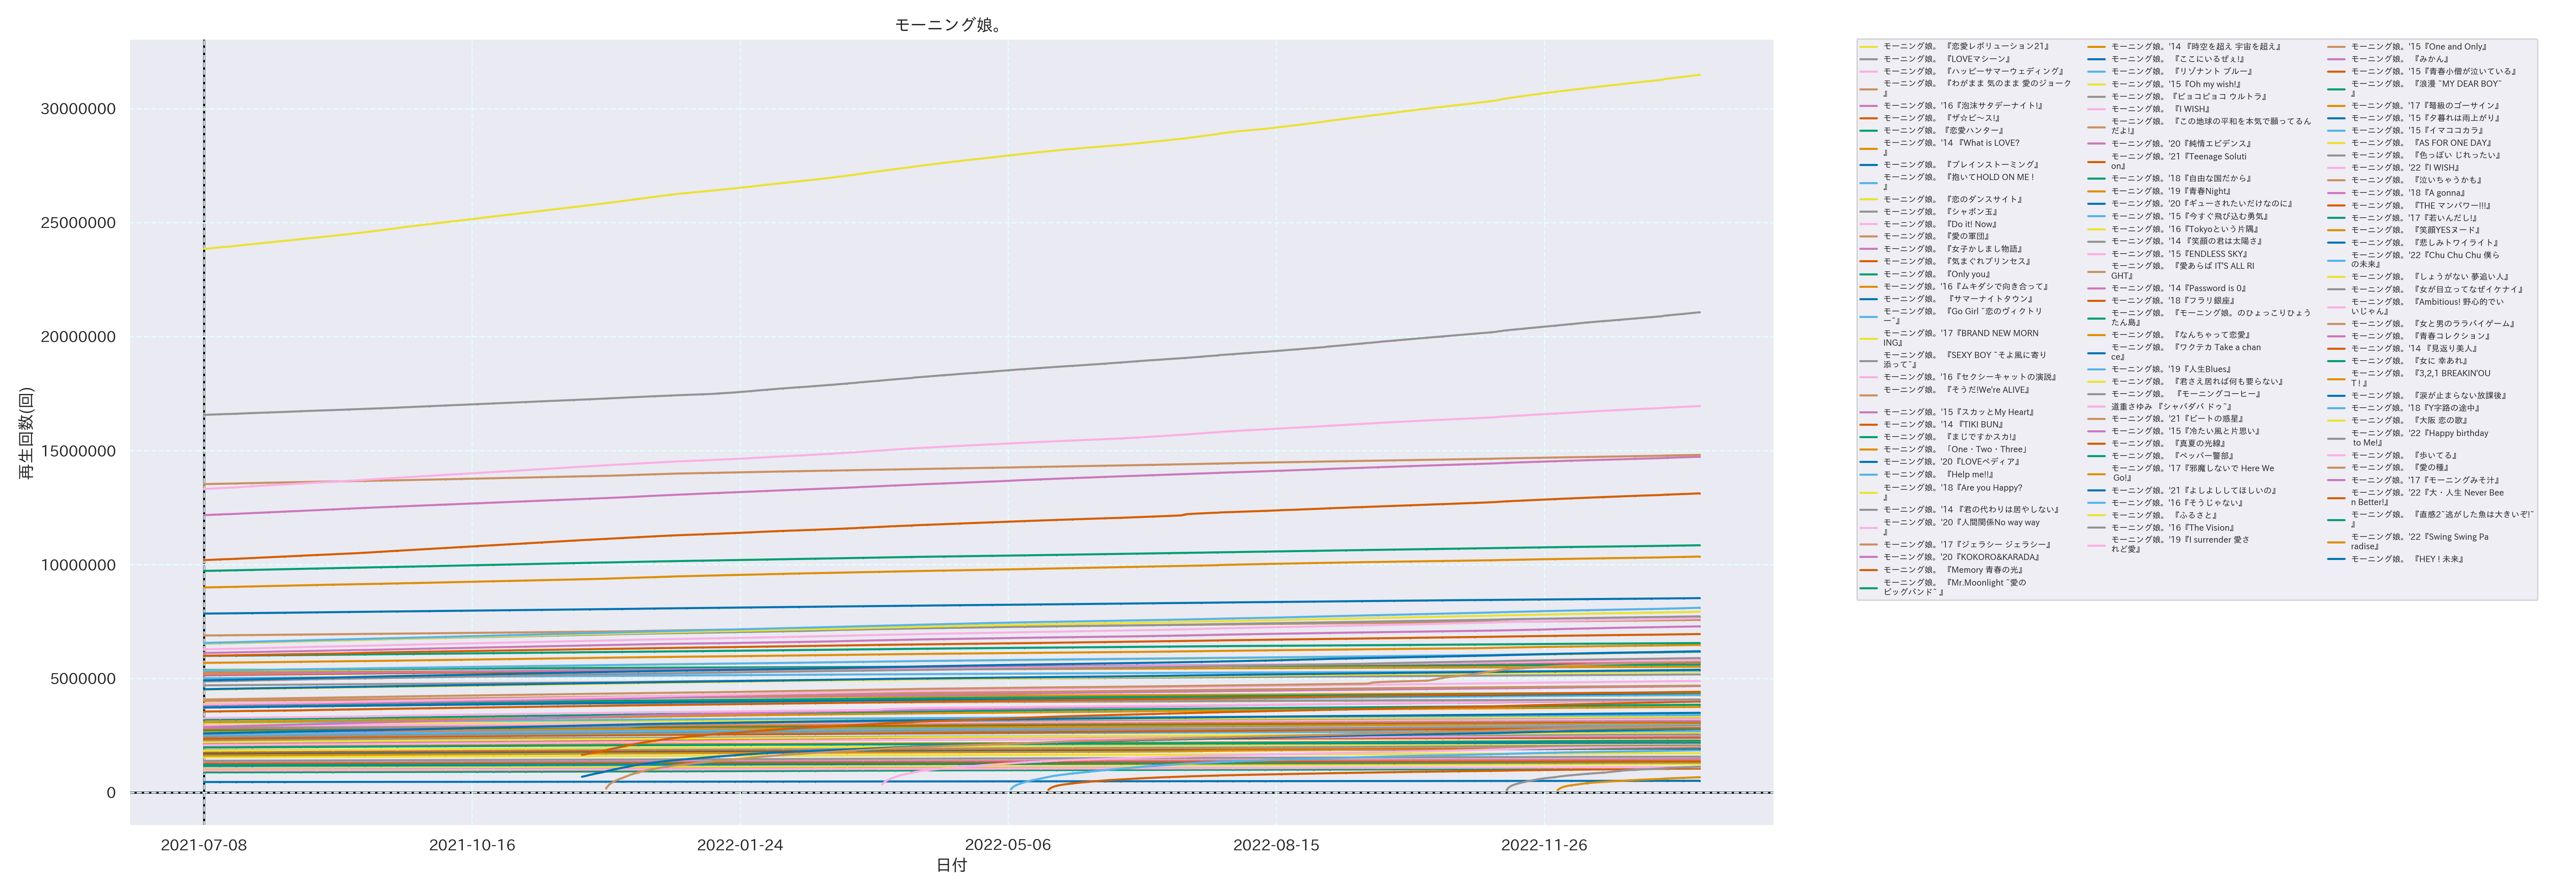 モーニング娘。
30000000
25000000
20000000
15000000
10000000
5000000
0
再生回数(回)
2021-07-08
2021-10-16
2022-01-24
2022-05-06
2022-08-15
2022-11-26
日付
モーニング娘。 『恋愛レボリューション21』
モーニング娘。 『LOVEマシーン』
モーニング娘。 『ハッピーサマーウェディング』
モーニング娘。 『わがまま 気のまま 愛のジョーク
』
モーニング娘。'16『泡沫サタデーナイト!』
モーニング娘。 『ザ☆ピ〜ス!』
モーニング娘。『恋愛ハンター』
モーニング娘。'14 『What is LOVE?
』
モーニング娘。 『ブレインストーミング』
モーニング娘。 『抱いてHOLD ON ME !
』
モーニング娘。 『恋のダンスサイト』
モーニング娘。 『シャボン玉』
モーニング娘。 『Do it! Now』
モーニング娘。 『愛の軍団』
モーニング娘。 『女子かしまし物語』
モーニング娘。 『気まぐれプリンセス』
モーニング娘。 『Only you』
モーニング娘。'16『ムキダシで向き合って』
モーニング娘。　『サマーナイトタウン』
モーニング娘。 『Go Girl ~恋のヴィクトリ
ー~』
モーニング娘。'17『BRAND NEW MORN
ING』
モーニング娘。 『SEXY BOY ~そよ風に寄り
添って~』
モーニング娘。'16『セクシーキャットの演説』
モーニング娘。 『そうだ!We're ALIVE』
モーニング娘。'15『スカッとMy Heart』
モーニング娘。'14『TIKI BUN』
モーニング娘。 『まじですかスカ!』
モーニング娘。 「One・Two・Three」
モーニング娘。'20『LOVEペディア』
モーニング娘。 『Help me!!』
モーニング娘。'18『Are you Happy?
』
モーニング娘。'14 『君の代わりは居やしない』
モーニング娘。'20『人間関係No way way
』
モーニング娘。'17『ジェラシー ジェラシー』
モーニング娘。'20『KOKORO&KARADA』
モーニング娘。 『Memory 青春の光』
モーニング娘。 『Mr.Moonlight ~愛の
ビッグバンド~ 』
モーニング娘。'14 『時空を超え 宇宙を超え』
モーニング娘。 『ここにいるぜぇ!』
モーニング娘。 『リゾナント ブルー』
モーニング娘。'15『Oh my wish!』
モーニング娘。 『ピョコピョコ ウルトラ』
モーニング娘。 『I WISH』
モーニング娘。 『この地球の平和を本気で願ってるん
だよ!』
モーニング娘。'20『純情エビデンス』
モーニング娘。'21『Teenage Soluti
on』
モーニング娘。'18『自由な国だから』
モーニング娘。'19『青春Night』
モーニング娘。'20『ギューされたいだけなのに』
モーニング娘。'15『今すぐ飛び込む勇気』
モーニング娘。'16『Tokyoという片隅』
モーニング娘。'14 『笑顔の君は太陽さ』
モーニング娘。'15『ENDLESS SKY』
モーニング娘。 『愛あらば IT'S ALL RI
GHT』
モーニング娘。'14『Password is 0』
モーニング娘。'18『フラリ銀座』
モーニング娘。 『モーニング娘。のひょっこりひょう
たん島』
モーニング娘。 『なんちゃって恋愛』
モーニング娘。 『ワクテカ Take a chan
ce』
モーニング娘。'19『人生Blues』
モーニング娘。 『君さえ居れば何も要らない』
モーニング娘。　『モーニングコーヒー』
道重さゆみ 『シャバダバ ドゥ~』
モーニング娘。'21『ビートの惑星』
モーニング娘。'15『冷たい風と片思い』
モーニング娘。 『真夏の光線』
モーニング娘。 『ペッパー警部』
モーニング娘。'17『邪魔しないで Here We
Go!』
モーニング娘。'21『よしよししてほしいの』
モーニング娘。'16『そうじゃない』
モーニング娘。 『ふるさと』
モーニング娘。'16『The Vision』
モーニング娘。'19『I surrender 愛さ
れど愛』
モーニング娘。'15『One and Only』
モーニング娘。 『みかん』
モーニング娘。'15『青春小僧が泣いている』
モーニング娘。 『浪漫 ~MY DEAR BOY~
』
モーニング娘。'17『弩級のゴーサイン』
モーニング娘。'15『夕暮れは雨上がり』
モーニング娘。'15『イマココカラ』
モーニング娘。 『AS FOR ONE DAY』
モーニング娘。 『色っぽい じれったい』
モーニング娘。'22『I WISH』
モーニング娘。 『泣いちゃうかも』
モーニング娘。'18『A gonna』
モーニング娘。 『THE マンパワー!!!』
モーニング娘。'17『若いんだし!』
モーニング娘。 『笑顔YESヌード』
モーニング娘。 『悲しみトワイライト』
モーニング娘。'22『Chu Chu Chu 僕ら
の未来』
モーニング娘。 『しょうがない 夢追い人』
モーニング娘。 『女が目立ってなぜイケナイ』
モーニング娘。 『Ambitious! 野心的でい
いじゃん』
モーニング娘。 『女と男のララバイゲーム』
モーニング娘。 『青春コレクション』
モーニング娘。'14 『見返り美人』
モーニング娘。 『女に 幸あれ』
モーニング娘。 『3,2,1 BREAKIN'OU
T ! 』
モーニング娘。 『涙が止まらない放課後』
モーニング娘。'18『Y字路の途中』
モーニング娘。 『大阪 恋の歌』
モーニング娘。'22『Happy birthday
to Me!』
モーニング娘。 『歩いてる』
モーニング娘。 『愛の種』
モーニング娘。'17『モーニングみそ汁』
モーニング娘。'22『大・人生 Never Bee
n Better!』
モーニング娘。 『直感2~逃がした魚は大きいぞ!~
』
モーニング娘。'22『Swing Swing Pa
radise』
モーニング娘。 『HEY ! 未来』